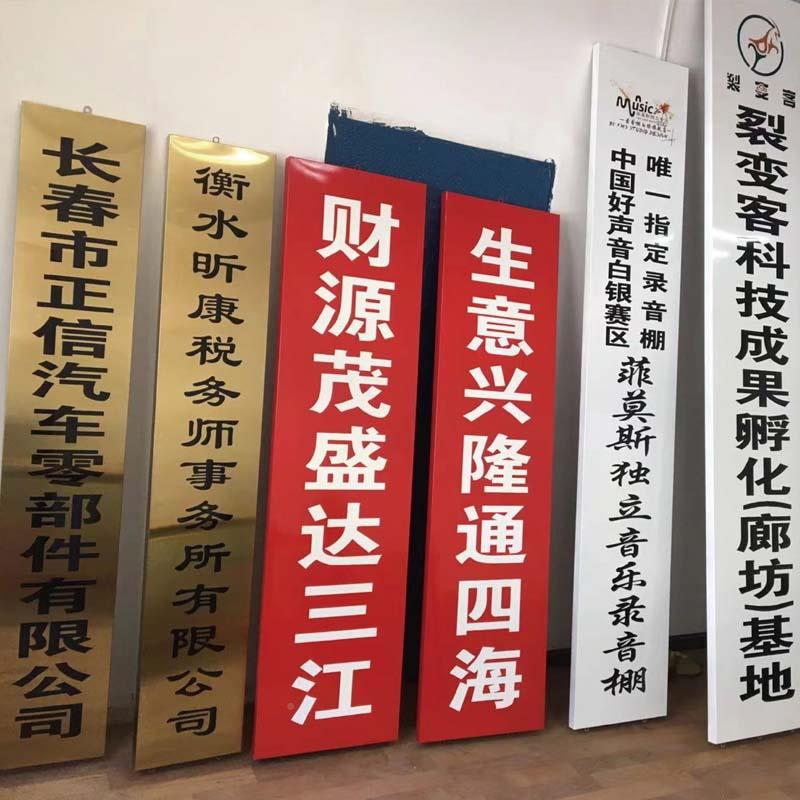 长春市正信汽车零部件有限公司
衡水昕康税务师事务所有限公司
财源茂盛达三江
生意兴隆通四海
Music
唯一指定录音棚
中国好声音白银赛区
菲莫斯独立音乐录音棚
裂变客
裂变客科技成果孵化(廊坊)基地